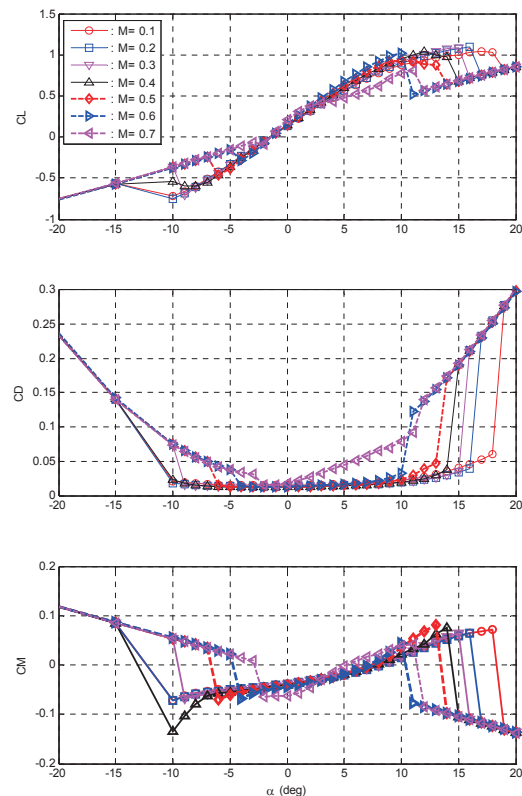 : M= 0.1
: M= 0.2
: M= 0.3
: M= 0.4
: M= 0.5
: M= 0.6
: M= 0.7
1.5
1
0.5
0
-0.5
-1
CL
-20 -15 -10 -5 0 5 10 15 20
0.3
0.25
0.2
0.15
0.1
0.05
0
CD
-20 -15 -10 -5 0 5 10 15 20
0.2
0.1
0
-0.1
-0.2
CM
-20 -15 -10 -5 0 5 10 15 20
α (deg)